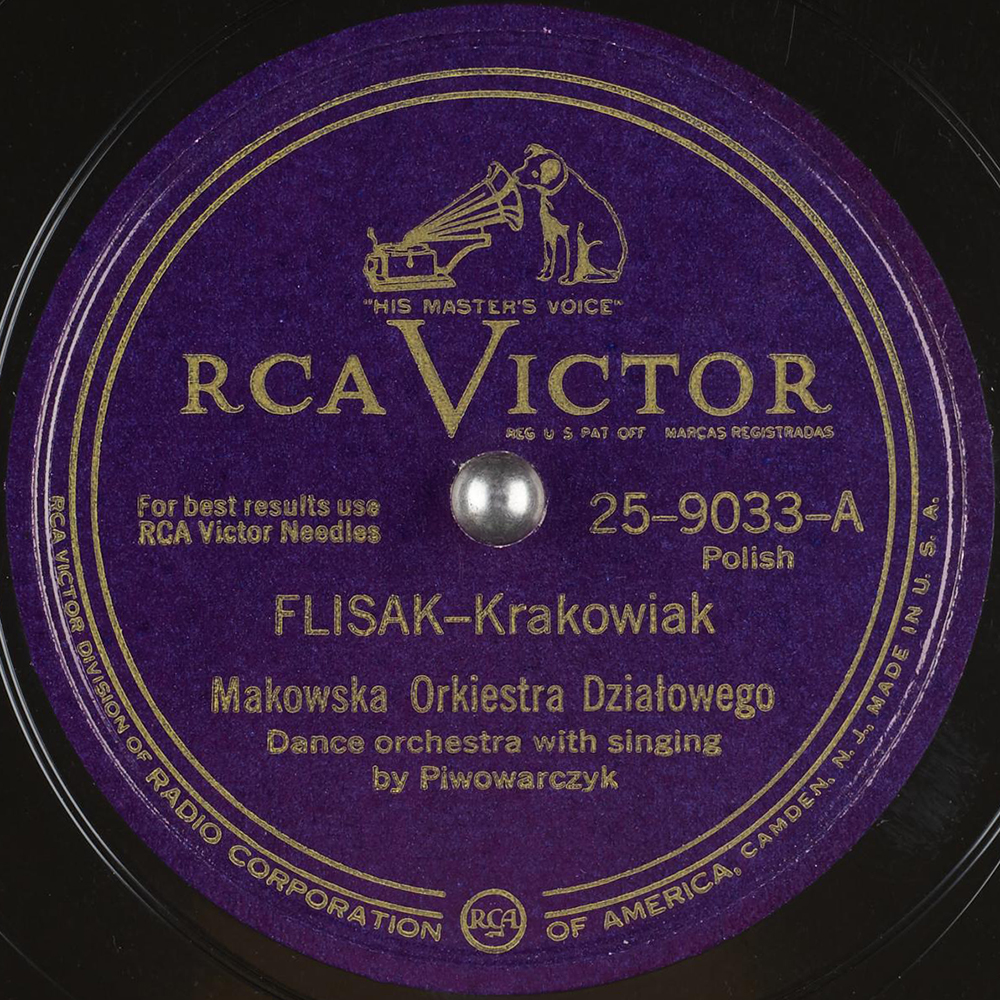 "HIS MASTER'S VOICE"
RCA VICTOR
REG U S PAT OFF MARCAS REGISTRADAS
For best results use
RCA Victor Needles
25-9033-A
Polish
FLISAK-Krakowiak
Makowska Orkiestra Działowego
Dance orchestra with singing
by Piwowarczyk
RCA VICTOR DIVISION OF RADIO CORPORATION OF AMERICA, CAMDEN, N. J., MADE IN U. S. A.
RCA